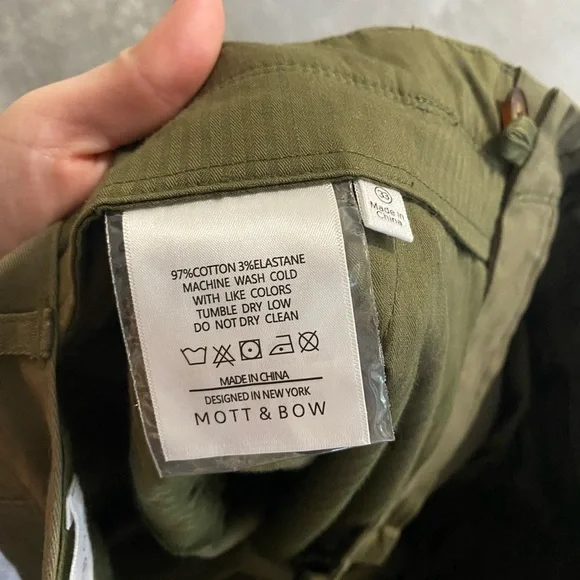 97%COTTON 3%ELASTANE
MACHINE WASH COLD
WITH LIKE COLORS
TUMBLE DRY LOW
DO NOT DRY CLEAN
MADE IN CHINA
DESIGNED IN NEW YORK
MOTT & BOW
33
Made in
China